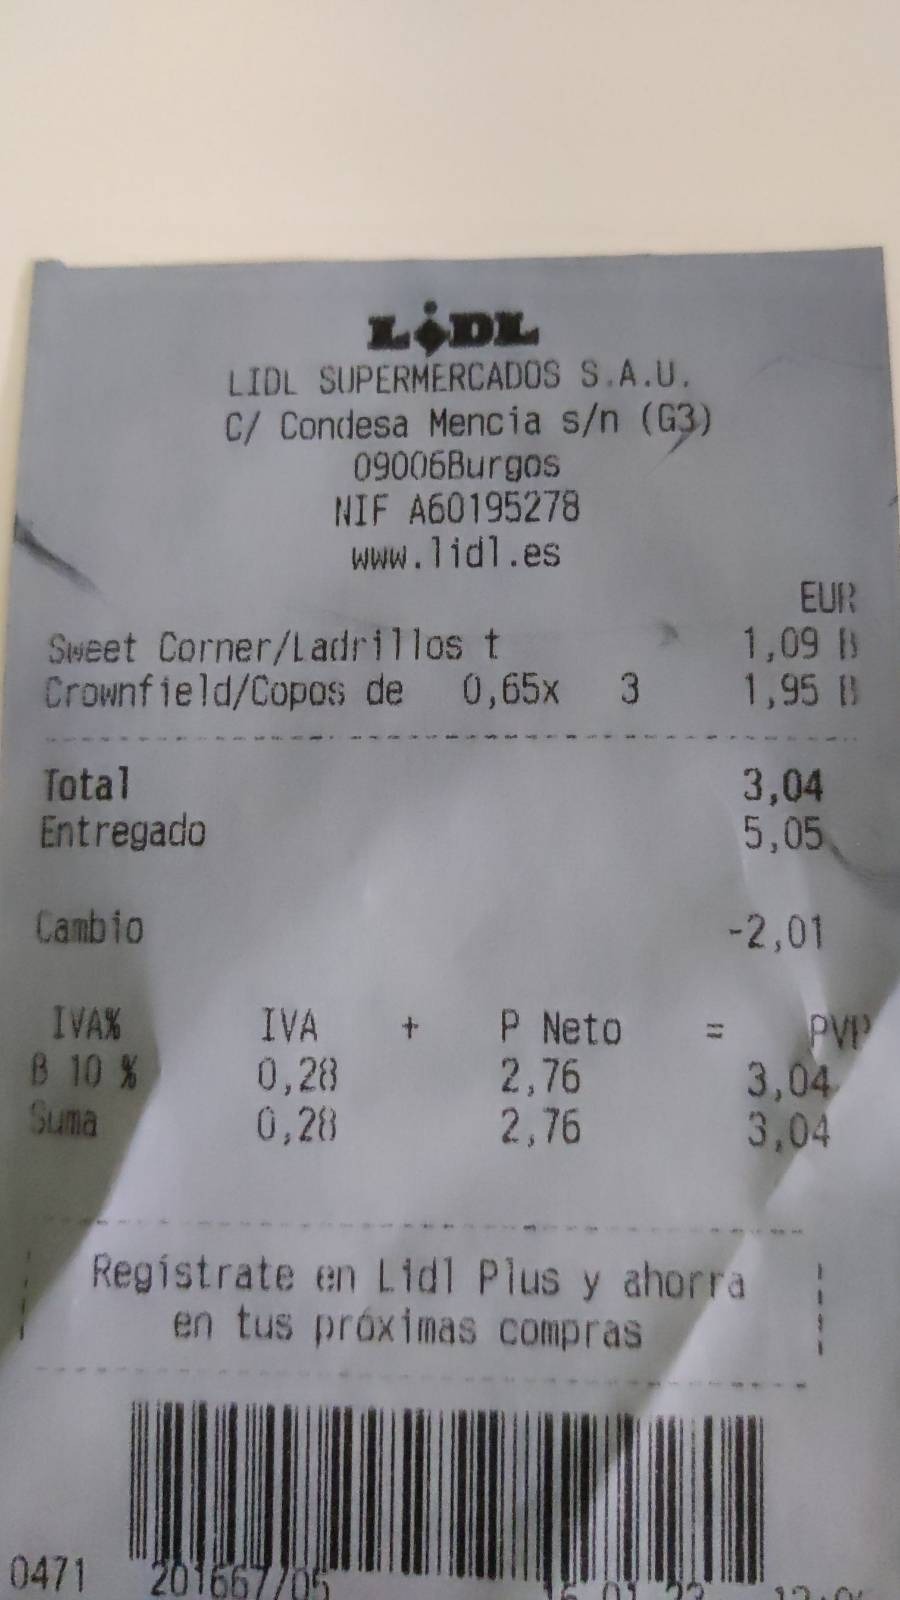 LIDL
LIDL SUPERMERCADOS S.A.U.
C/ Condesa Mencia s/n (G3)
09006Burgos
NIF A60195278
www.lidl.es
EUR
Sweet Corner/Ladrillos t 1,09 B
Crownfield/Copos de 0,65x 3 1,95 B
Total 3,04
Entregado 5,05
Cambio -2,01
IVA% IVA + P Neto = PVP
B 10 % 0,28 2,76 3,04
Suma 0,28 2,76 3,04
Regístrate en Lidl Plus y ahorra
en tus próximas compras
0471 201667/05